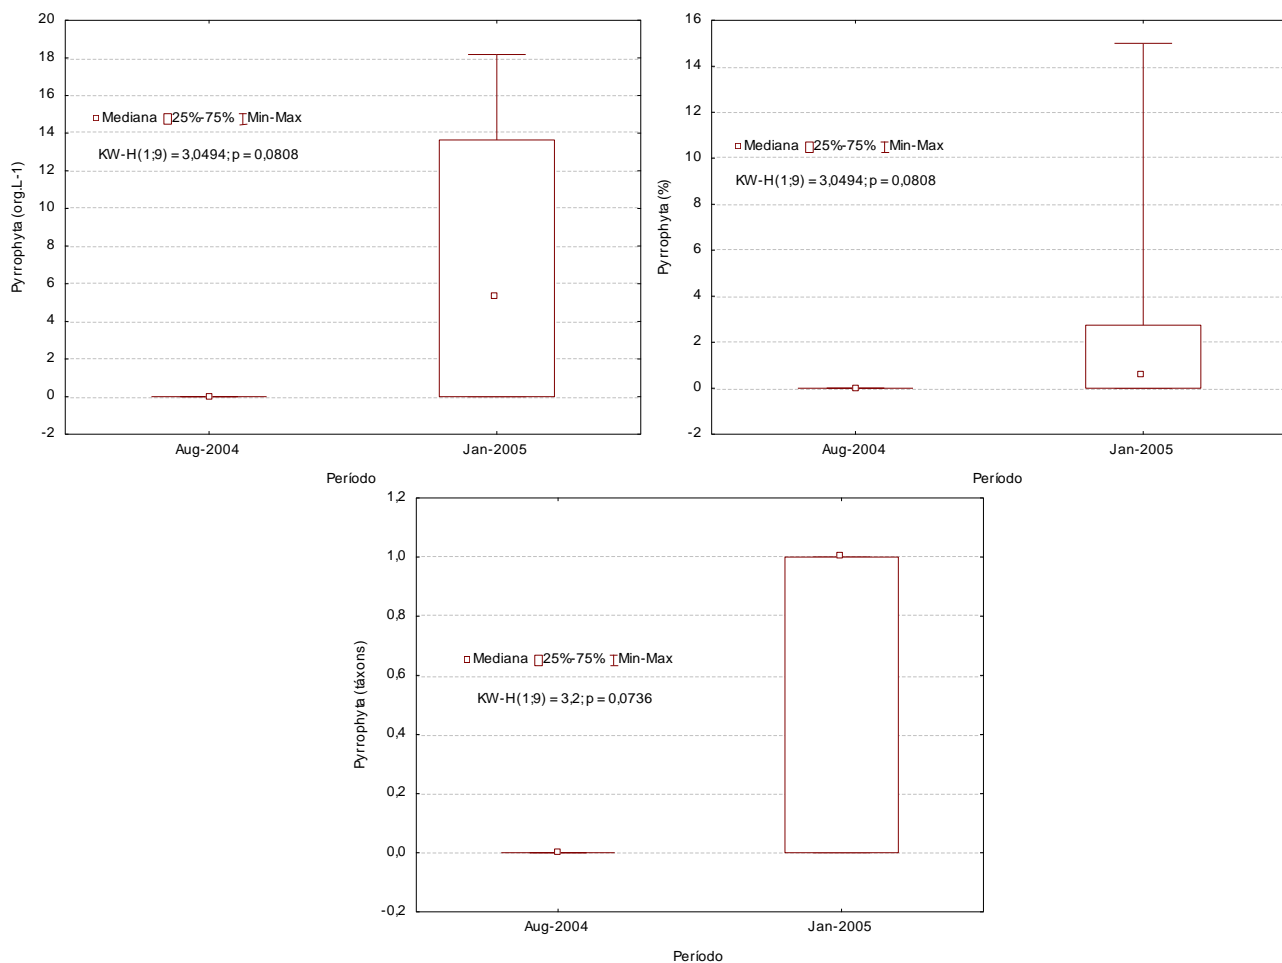 20
18
16
14
12
10
8
6
4
2
0
-2
Pyrrophyta (org.L-1)
Mediana 25%-75% Min-Max
KW-H(1;9) = 3,0494; p = 0,0808
Aug-2004 Jan-2005
Período
16
14
12
10
8
6
4
2
0
-2
Pyrrophyta (%)
Mediana 25%-75% Min-Max
KW-H(1;9) = 3,0494; p = 0,0808
Aug-2004 Jan-2005
Período
1,2
1,0
0,8
0,6
0,4
0,2
0,0
-0,2
Pyrrophyta (táxons)
Mediana 25%-75% Min-Max
KW-H(1;9) = 3,2; p = 0,0736
Aug-2004 Jan-2005
Período